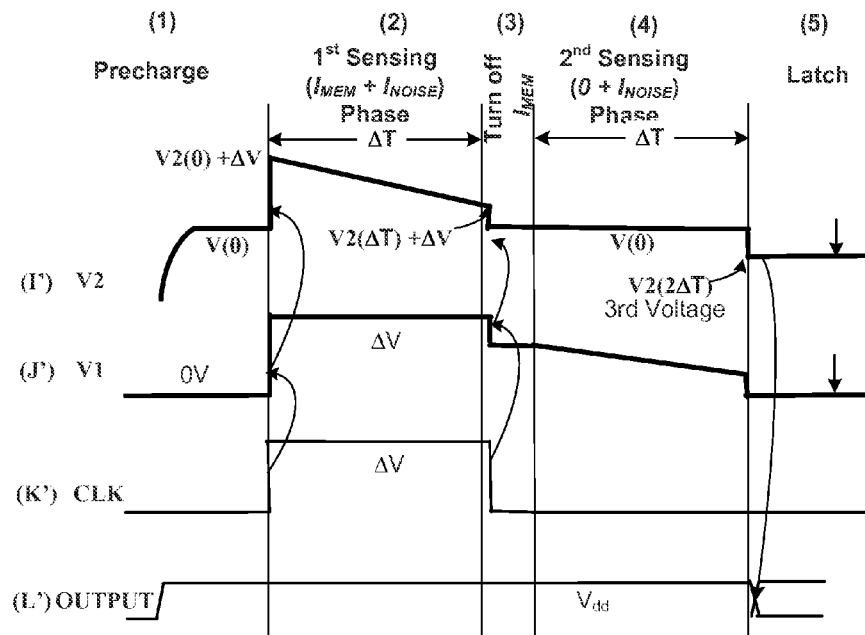 (1)
(2)
(3)
(4)
(5)
Precharge
1st Sensing
(IMEM + INOISE)
Phase
Turn off
IMEM
2nd Sensing
(0 + INOISE)
Phase
Latch
ΔT
ΔT
V2(0) +ΔV
V(0)
V2(ΔT) +ΔV
V(0)
V2(2ΔT)
3rd Voltage
(I') V2
ΔV
(J') V1
0V
ΔV
(K') CLK
(L') OUTPUT
Vdd